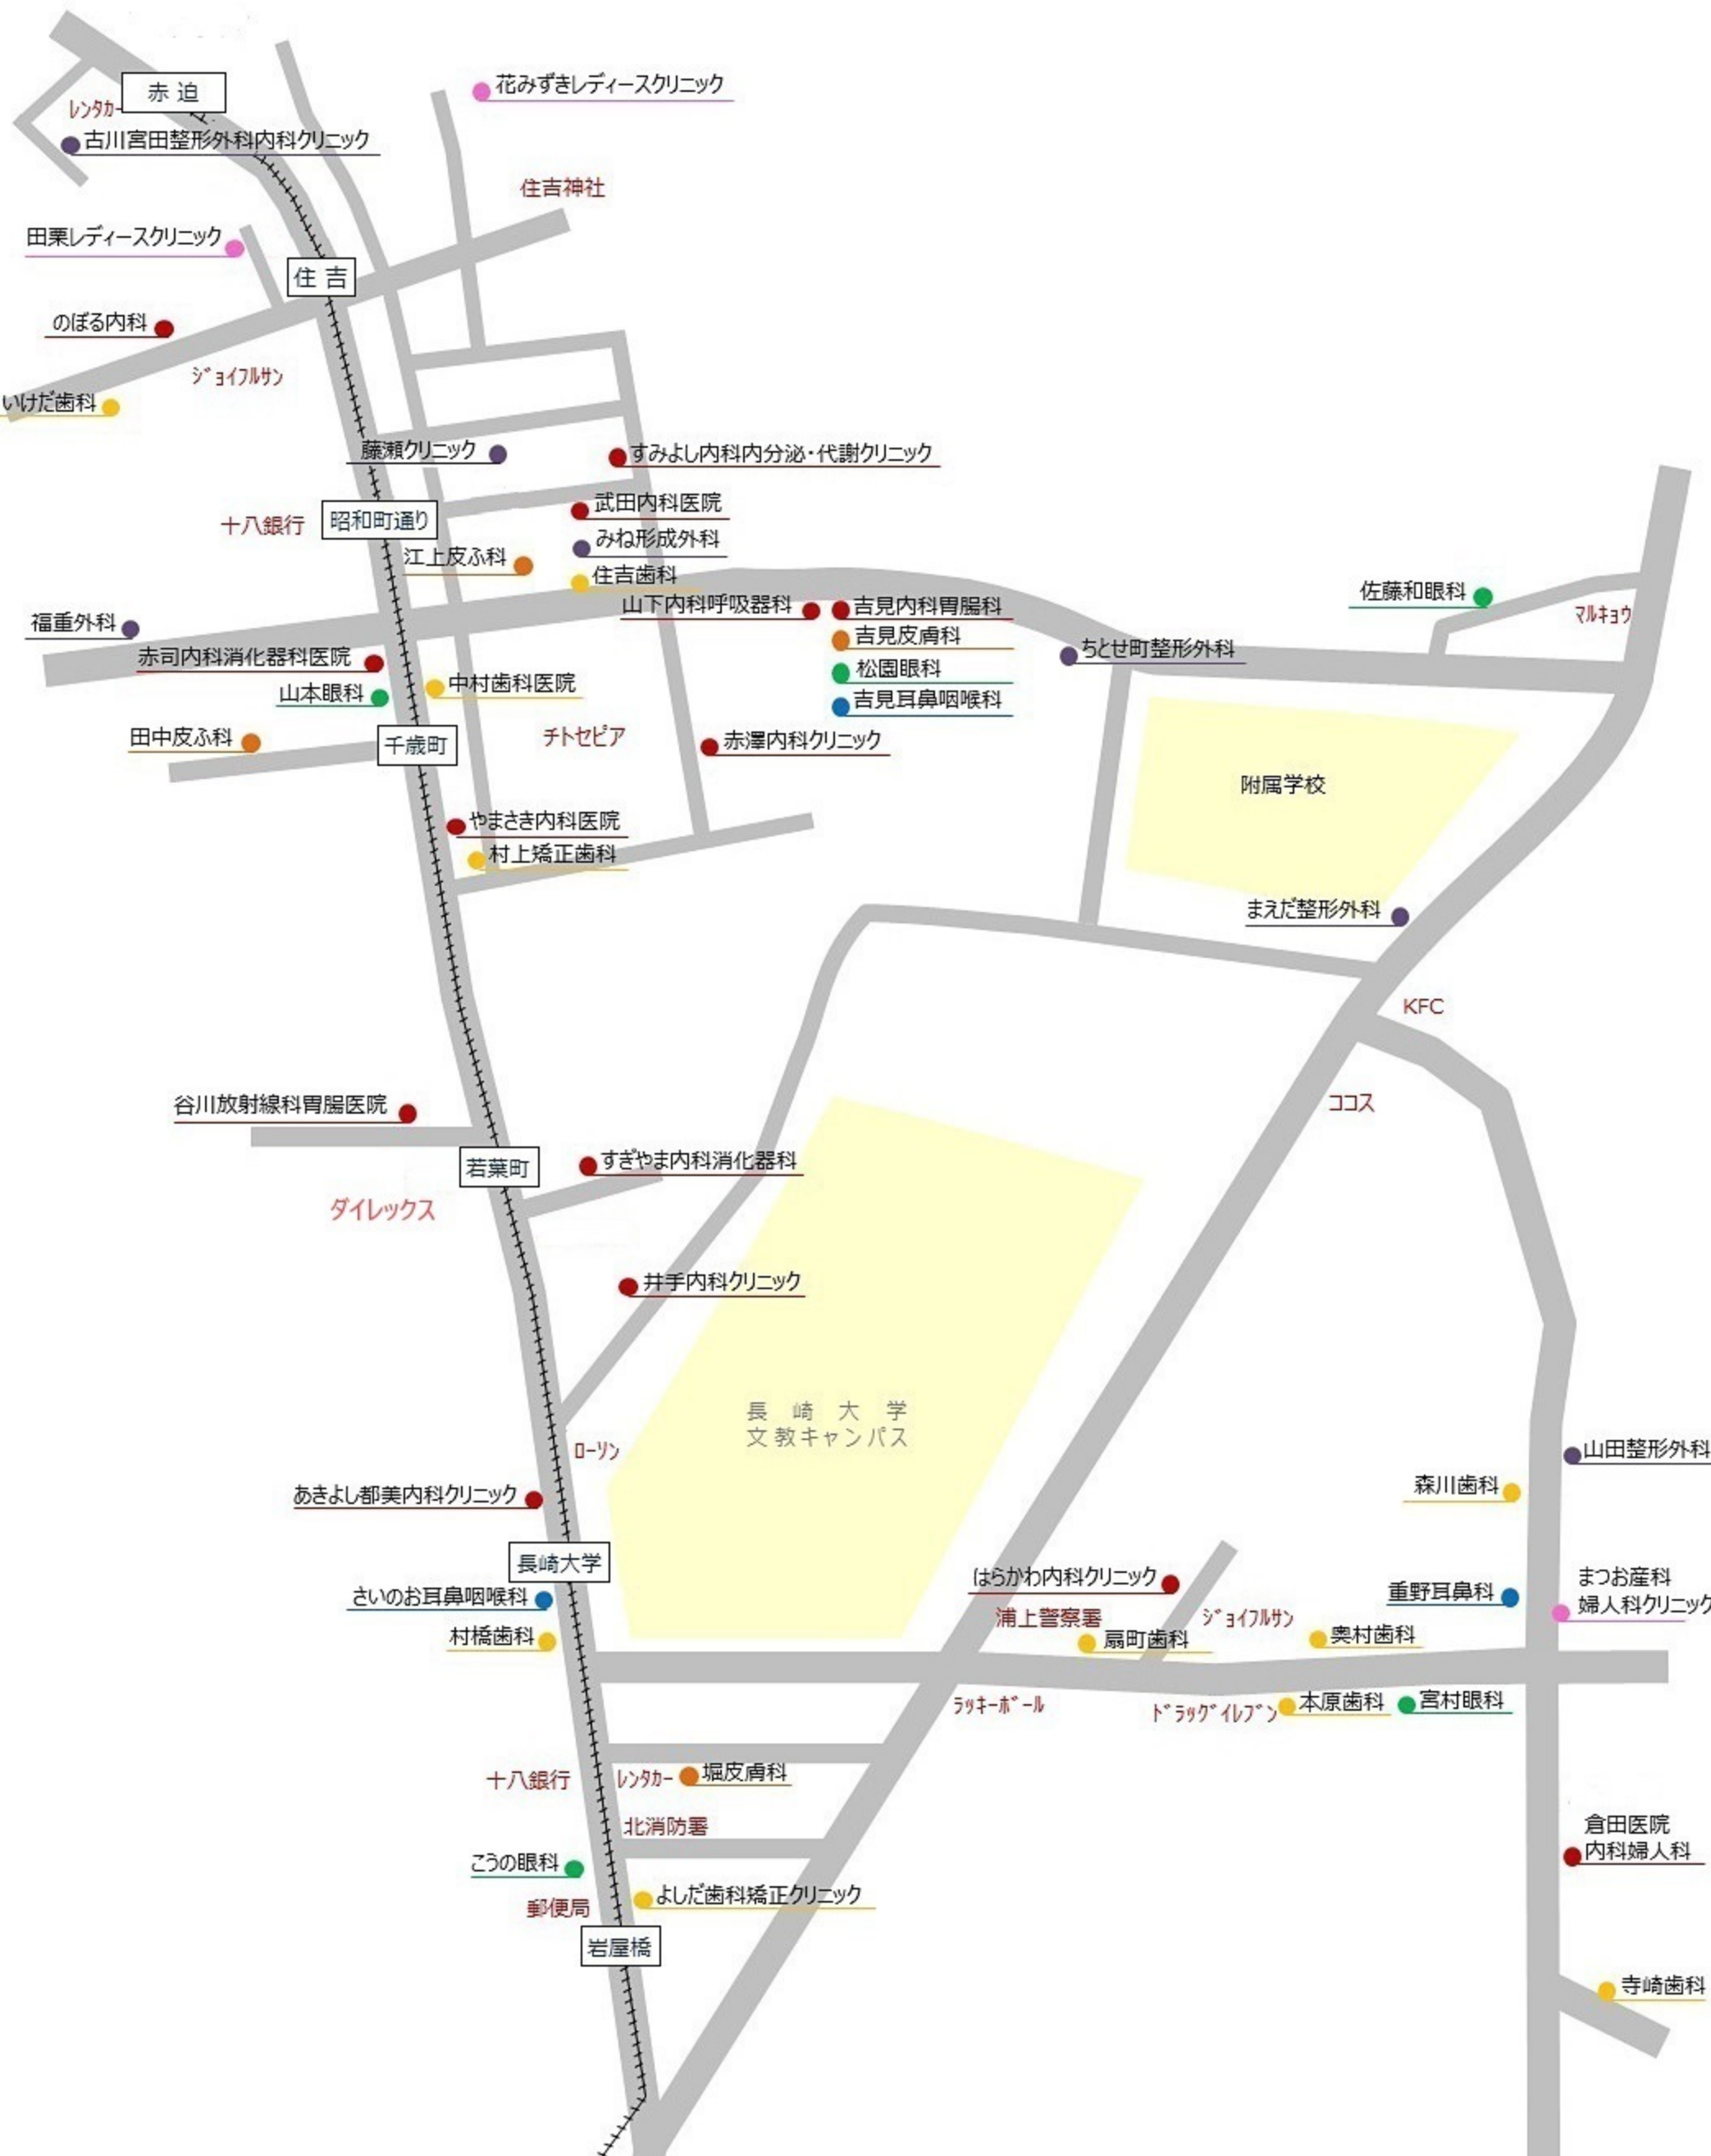 花みずきレディースクリニック
赤迫
レンタカー
古川宮田整形外科内科クリニック
住吉神社
田栗レディースクリニック
住吉
のぼる内科
ジョイフルサン
いけだ歯科
藤瀬クリニック
すみよし内科内分泌・代謝クリニック
武田内科医院
十八銀行
昭和町通り
みね形成外科
江上皮ふ科
住吉歯科
佐藤和眼科
山下内科呼吸器科
吉見内科胃腸科
マルキョウ
福重外科
吉見皮膚科
ちとせ町整形外科
赤司内科消化器科医院
松園眼科
山本眼科
中村歯科医院
吉見耳鼻咽喉科
田中皮ふ科
千歳町
チトセピア
赤澤内科クリニック
附属学校
やまさき内科医院
村上矯正歯科
まえだ整形外科
KFC
谷川放射線科胃腸医院
ココス
若葉町
すぎやま内科消化器科
ダイレックス
井手内科クリニック
長崎大学
文教キャンパス
ローソン
山田整形外科
森川歯科
あきよし都美内科クリニック
長崎大学
はらかわ内科クリニック
まつお産科
婦人科クリニック
さいのお耳鼻咽喉科
重野耳鼻科
浦上警察署
ジョイフルサン
村橋歯科
扇町歯科
奥村歯科
ラッキーボール
ドラッグイレブン
本原歯科
宮村眼科
十八銀行
レンタカー
堀皮膚科
北消防署
倉田医院
内科婦人科
こうの眼科
郵便局
よしだ歯科矯正クリニック
岩屋橋
寺崎歯科